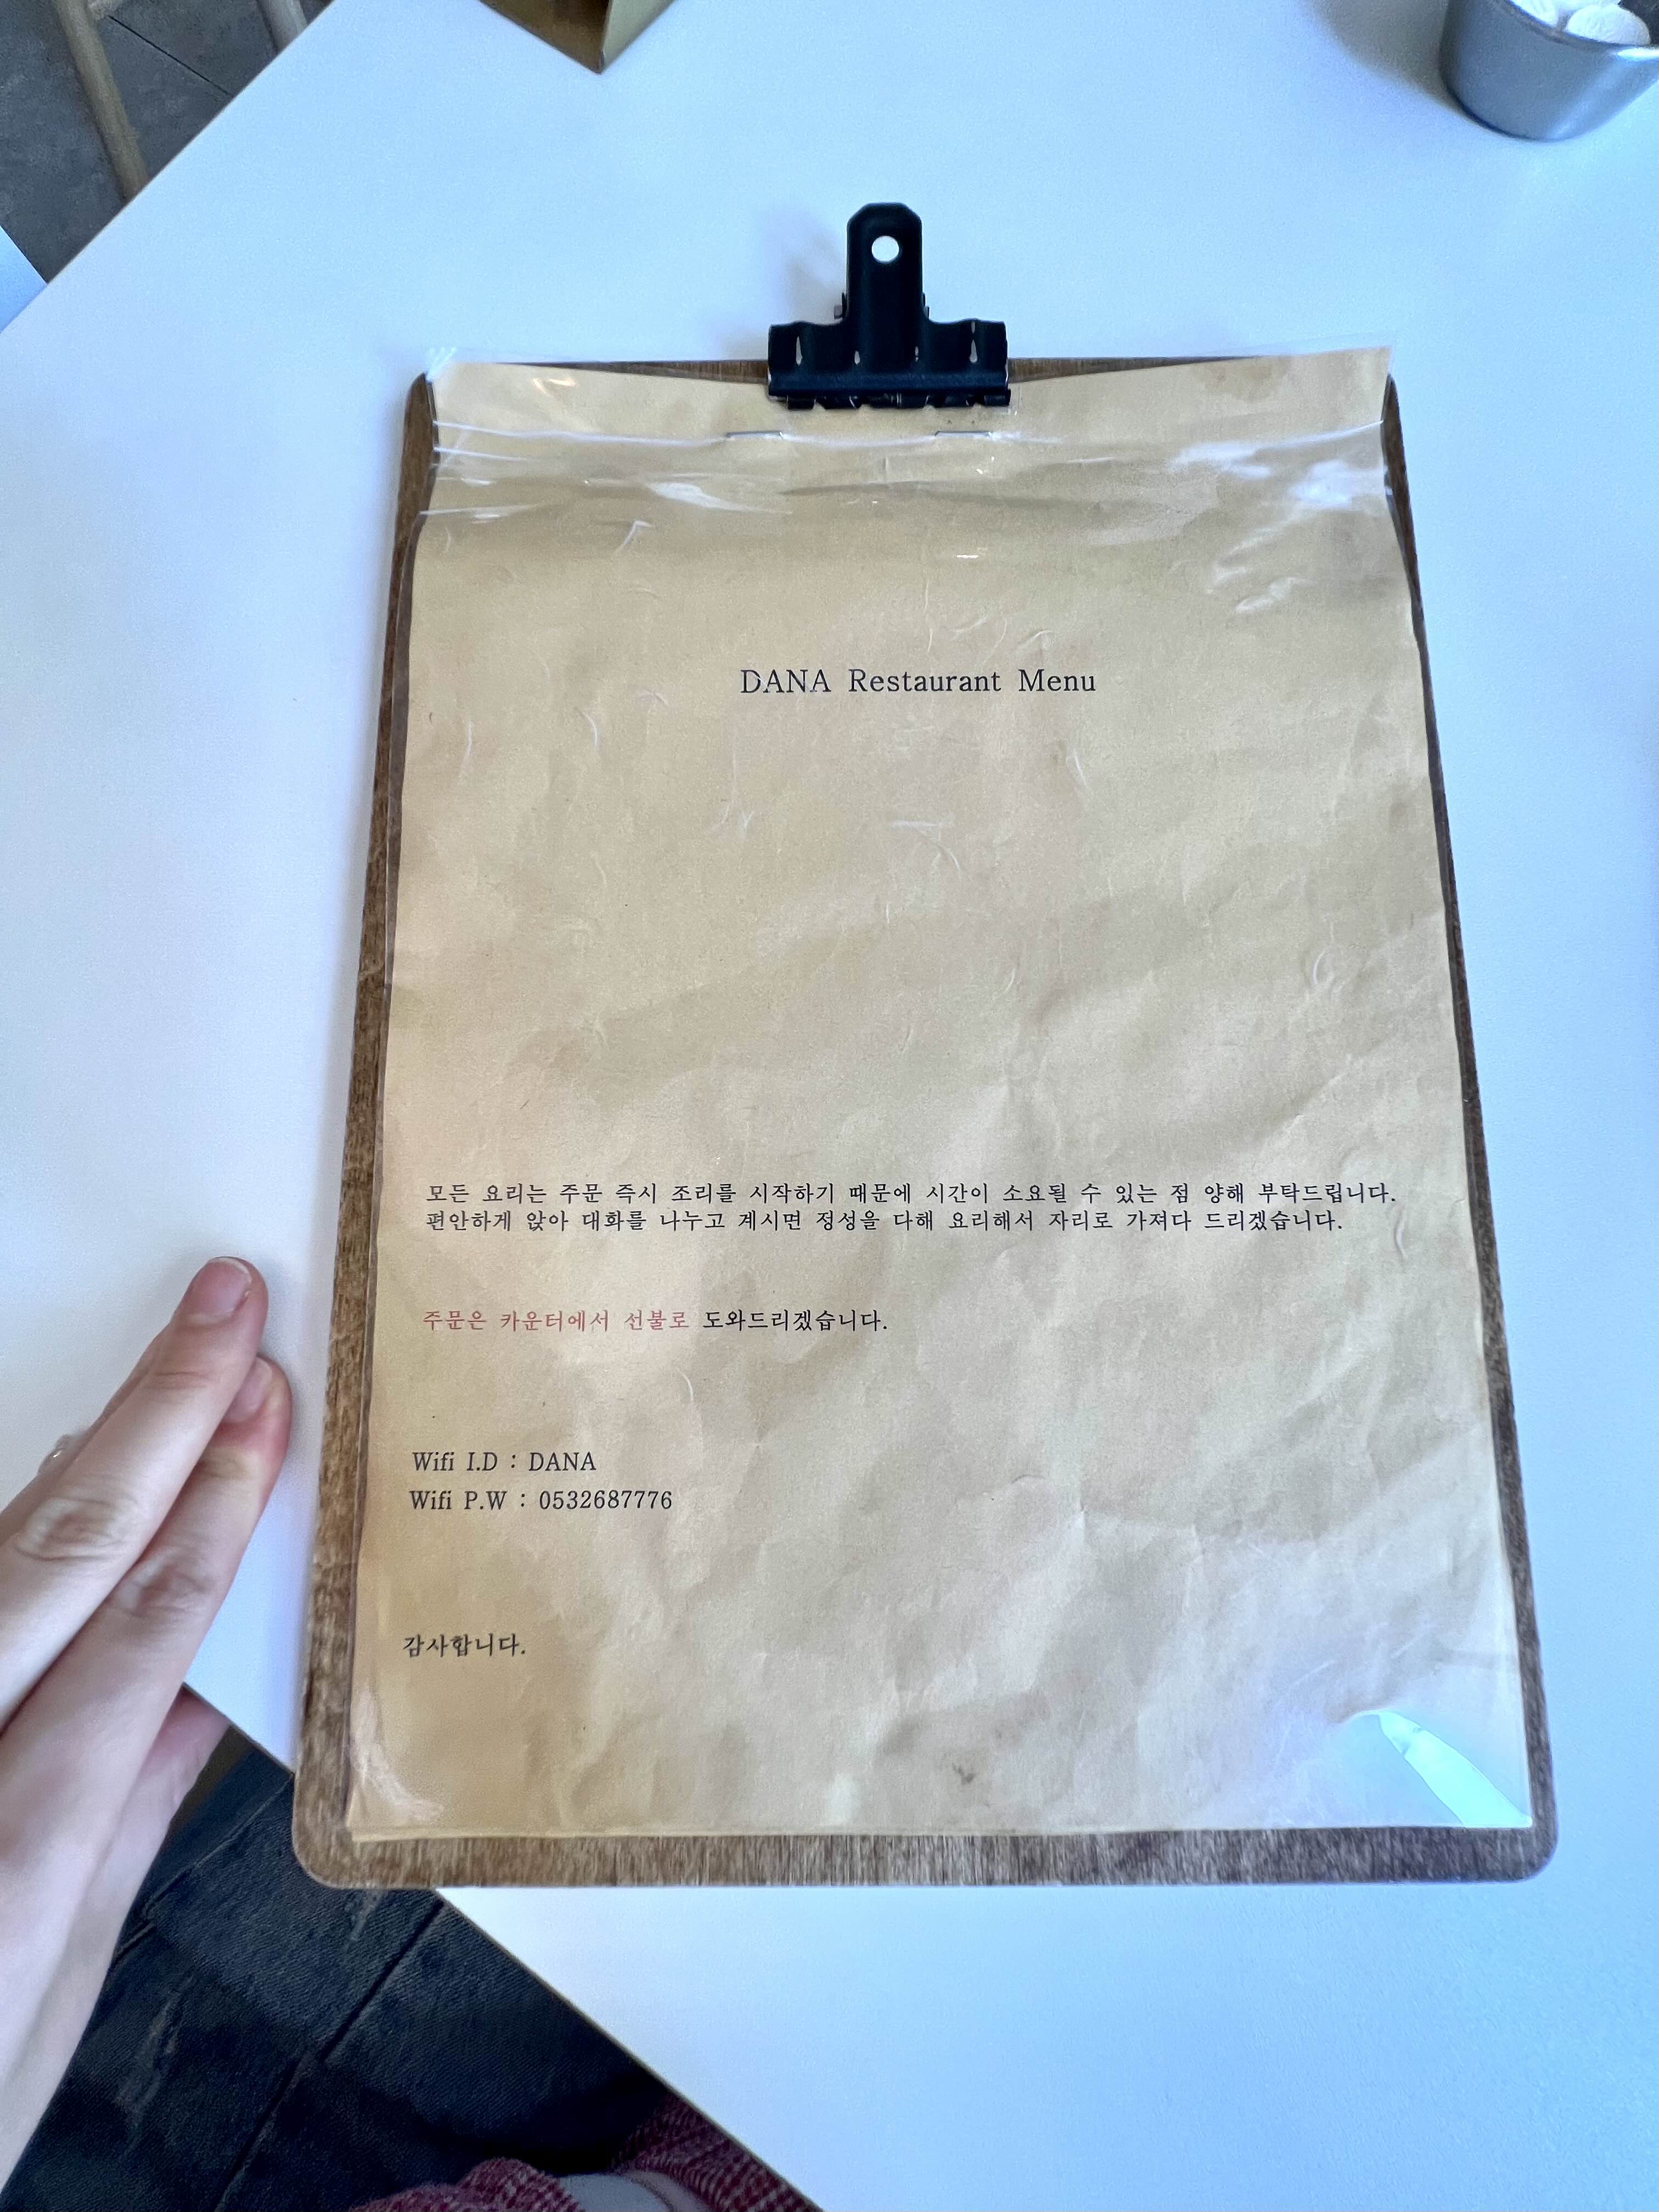 DANA Restaurant Menu
모든 요리는 주문 즉시 조리를 시작하기 때문에 시간이 소요될 수 있는 점 양해 부탁드립니다.
편안하게 앉아 대화를 나누고 계시면 정성을 다해 요리해서 자리로 가져다 드리겠습니다.
주문은 카운터에서 선불로 도와드리겠습니다.
Wifi I.D : DANA
Wifi P.W : 0532687776
감사합니다.